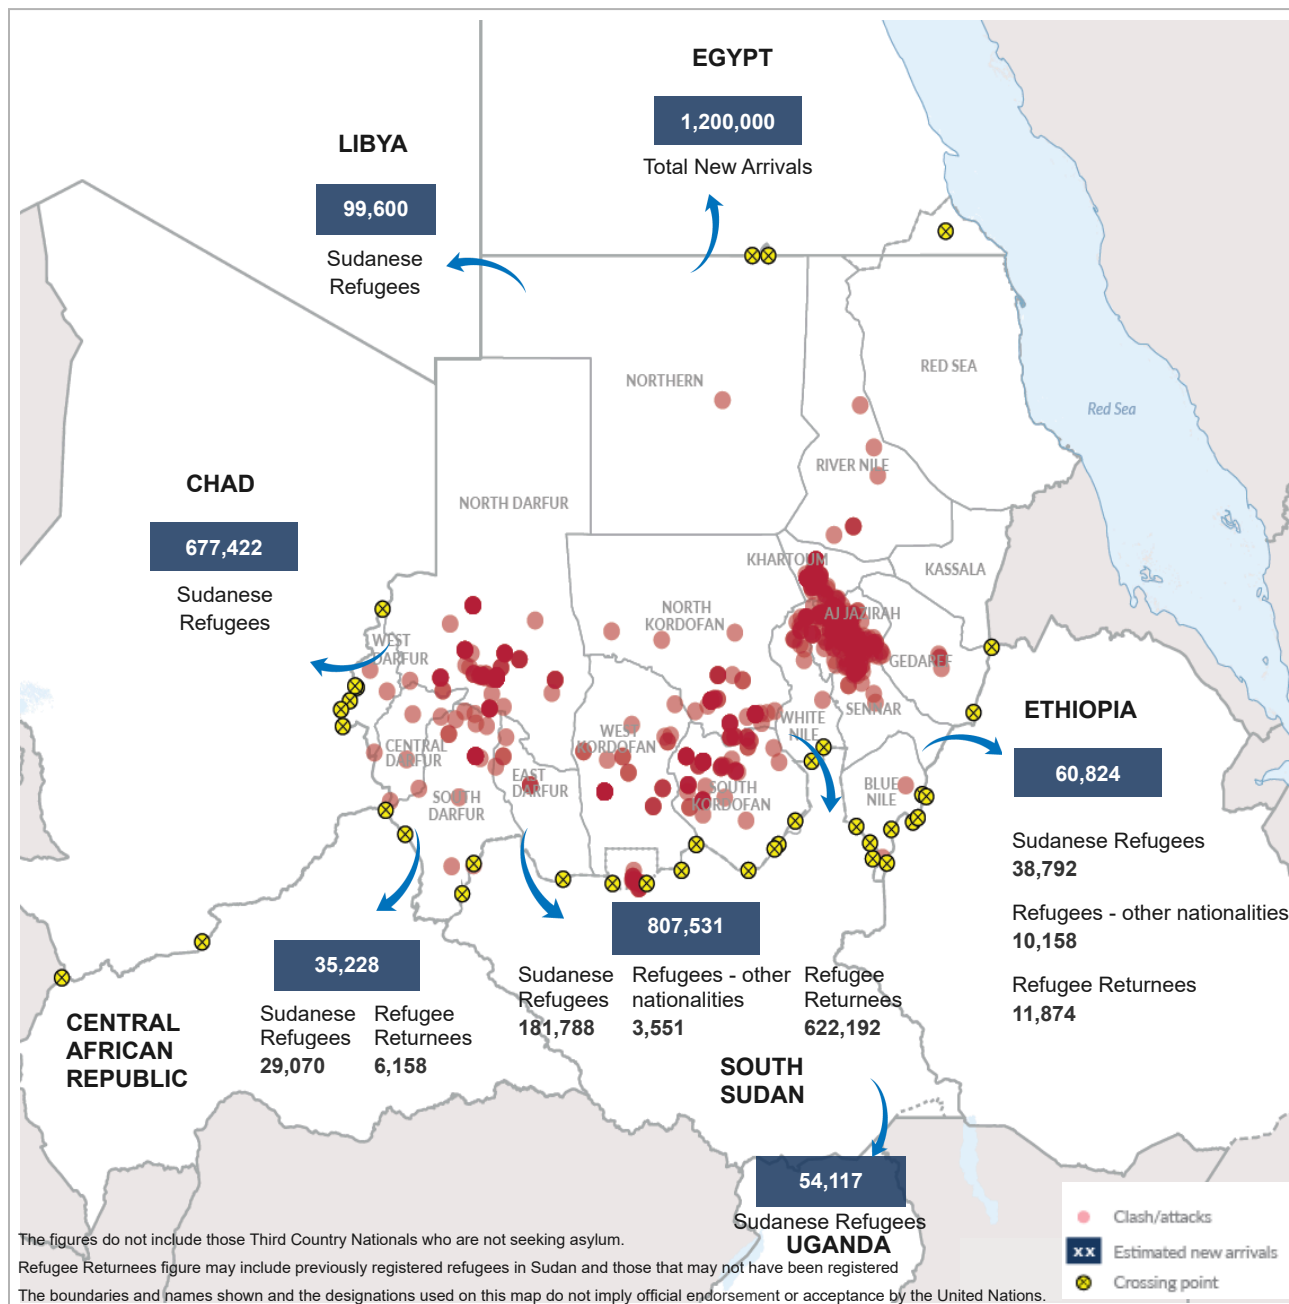 EGYPT
1,200,000
Total New Arrivals
LIBYA
99,600
Sudanese
Refugees
RED SEA
NORTHERN
Red Sea
RIVER NILE
CHAD
NORTH DARFUR
677,422
KHARTOUM
KASSALA
Sudanese
Refugees
NORTH
KORDOFAN
AJ JAZIRAH
WEST
DARFUR
GEDAREF
SENNAR
ETHIOPIA
WHITE
NILE
WEST
KORDOFAN
CENTRAL
DARFUR
60,824
EAST
DARFUR
SOUTH
KORDOFAN
BLUE
NILE
SOUTH
DARFUR
Sudanese Refugees
38,792
Refugees - other nationalities
10,158
Refugee Returnees
11,874
807,531
Sudanese
Refugees
181,788
Refugees - other
nationalities
3,551
Refugee
Returnees
622,192
35,228
Sudanese
Refugees
29,070
Refugee
Returnees
6,158
CENTRAL
AFRICAN
REPUBLIC
SOUTH
SUDAN
54,117
Sudanese Refugees
UGANDA
Clash/attacks
xx Estimated new arrivals
Crossing point
The figures do not include those Third Country Nationals who are not seeking asylum.
Refugee Returnees figure may include previously registered refugees in Sudan and those that may not have been registered
The boundaries and names shown and the designations used on this map do not imply official endorsement or acceptance by the United Nations.